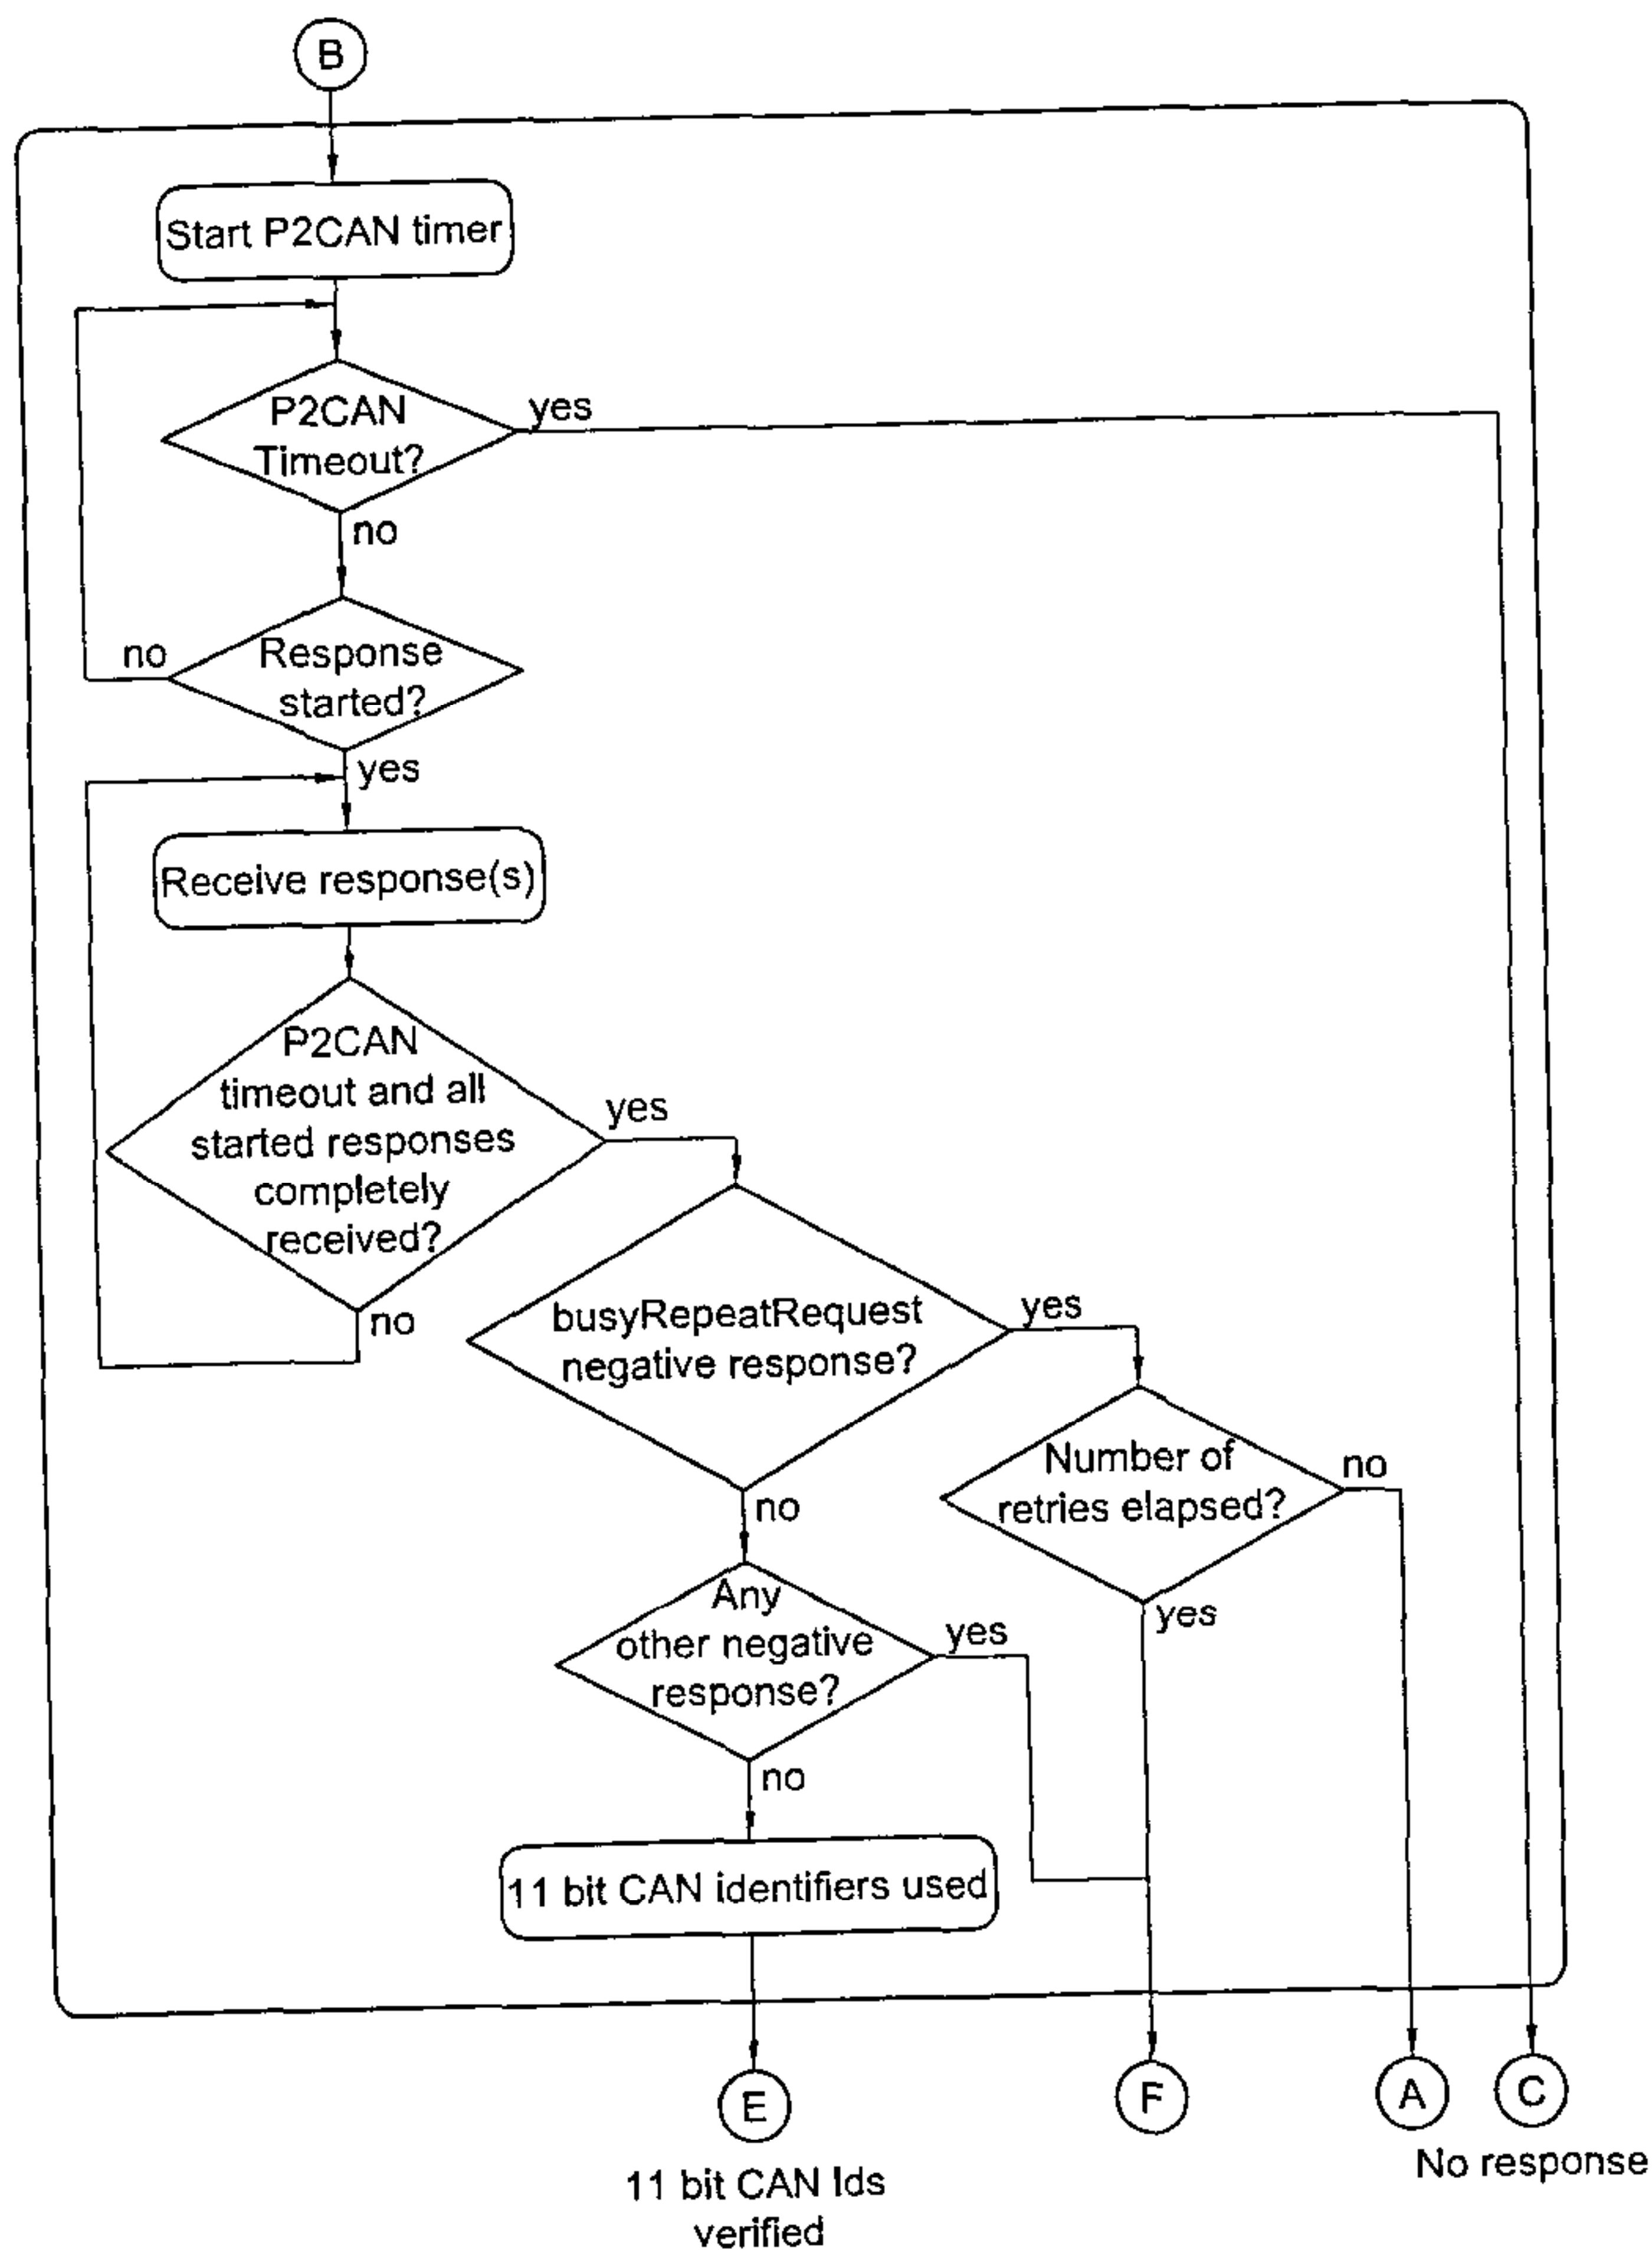 B
Start P2CAN timer
P2CAN
Timeout?
yes
no
Response
started?
no
yes
Receive response(s)
P2CAN
timeout and all
started responses
completely
received?
yes
no
busyRepeatRequest
negative response?
yes
no
Number of
retries elapsed?
no
yes
Any
other negative
response?
yes
no
11 bit CAN identifiers used
E
F
A
C
11 bit CAN Ids
verified
No response